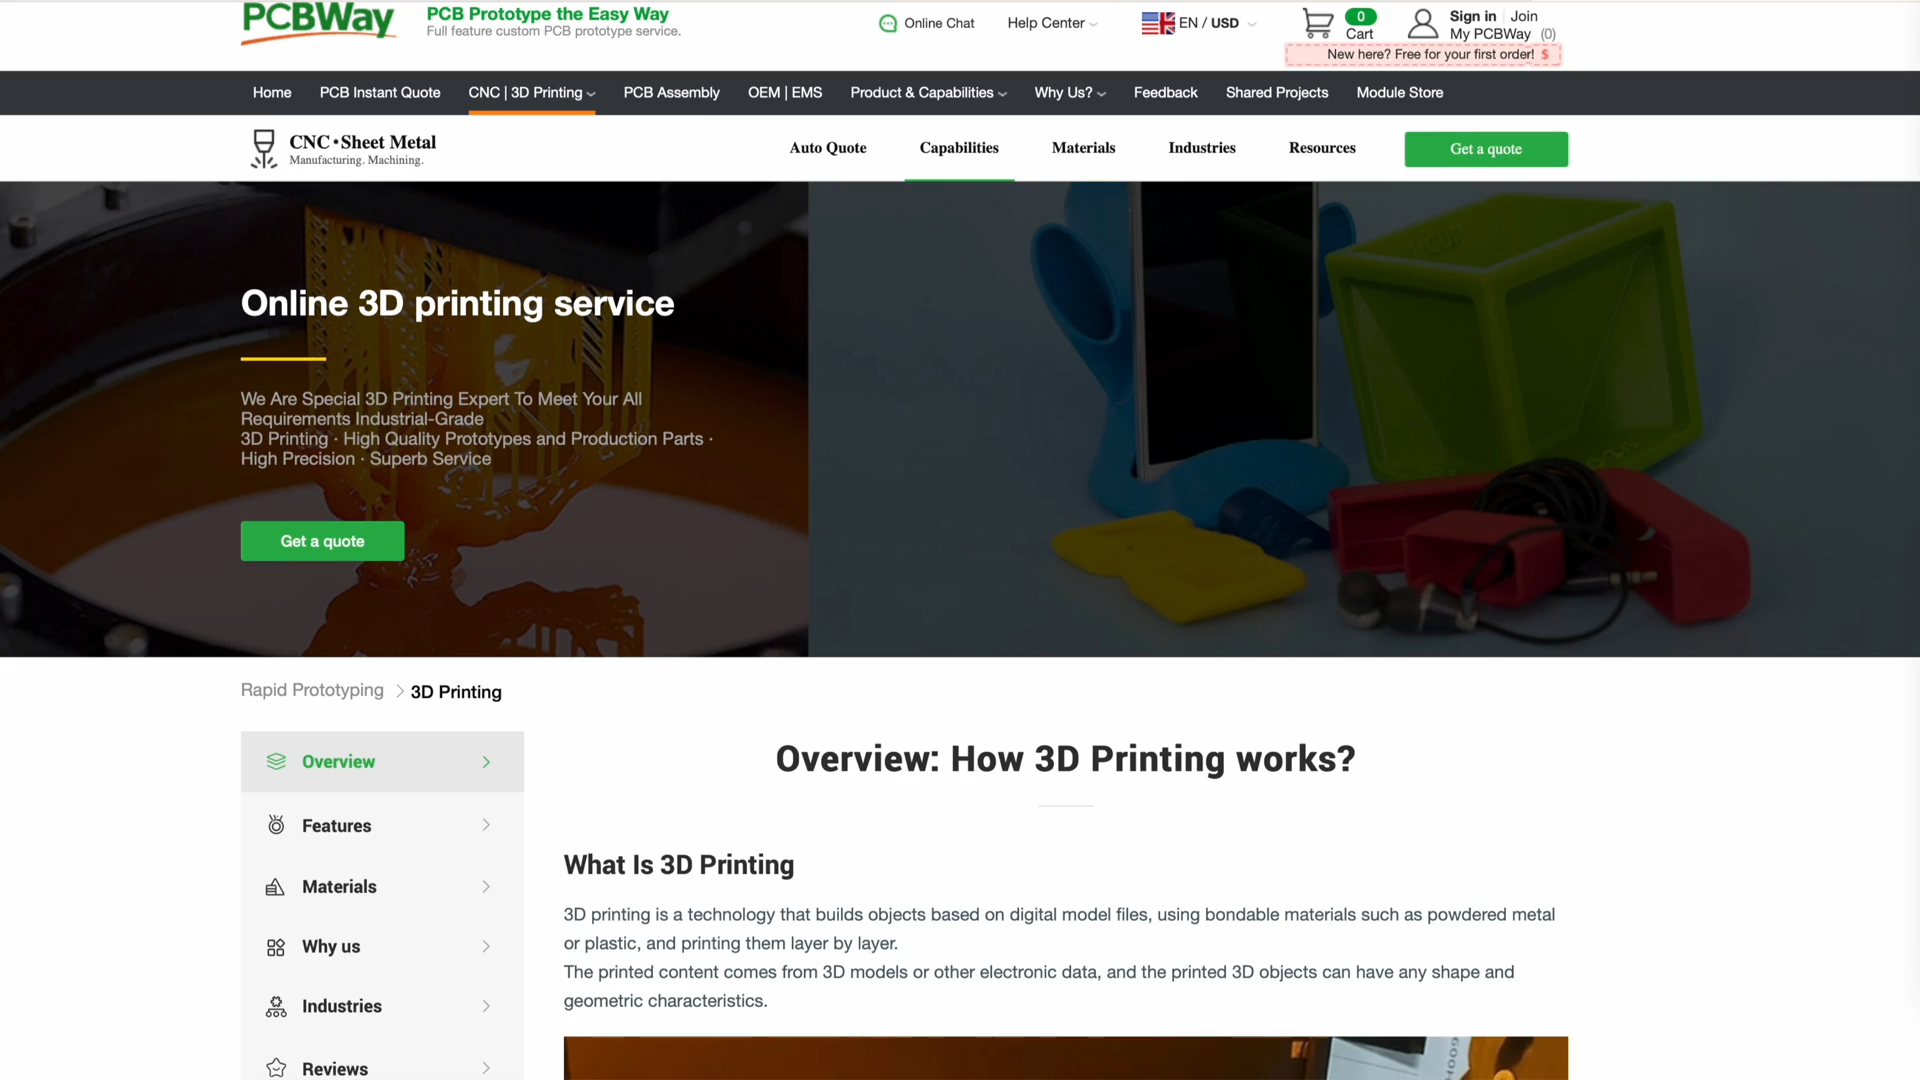 PCBWay
PCB Prototype the Easy Way
Full feature custom PCB prototype service.
Online Chat
Help Center
EN / USD
0
Cart
Sign in Join
My PCBWay (0)
New here? Free for your first order! $
Home PCB Instant Quote CNC | 3D Printing PCB Assembly OEM | EMS Product & Capabilities Why Us? Feedback Shared Projects Module Store
CNC • Sheet Metal
Manufacturing. Machining.
Auto Quote Capabilities Materials Industries Resources Get a quote
Online 3D printing service
We Are Special 3D Printing Expert To Meet Your All
Requirements Industrial-Grade
3D Printing · High Quality Prototypes and Production Parts ·
High Precision · Superb Service
Get a quote
Rapid Prototyping > 3D Printing
Overview
Features
Materials
Why us
Industries
Reviews
Overview: How 3D Printing works?
What Is 3D Printing
3D printing is a technology that builds objects based on digital model files, using bondable materials such as powdered metal
or plastic, and printing them layer by layer.
The printed content comes from 3D models or other electronic data, and the printed 3D objects can have any shape and
geometric characteristics.